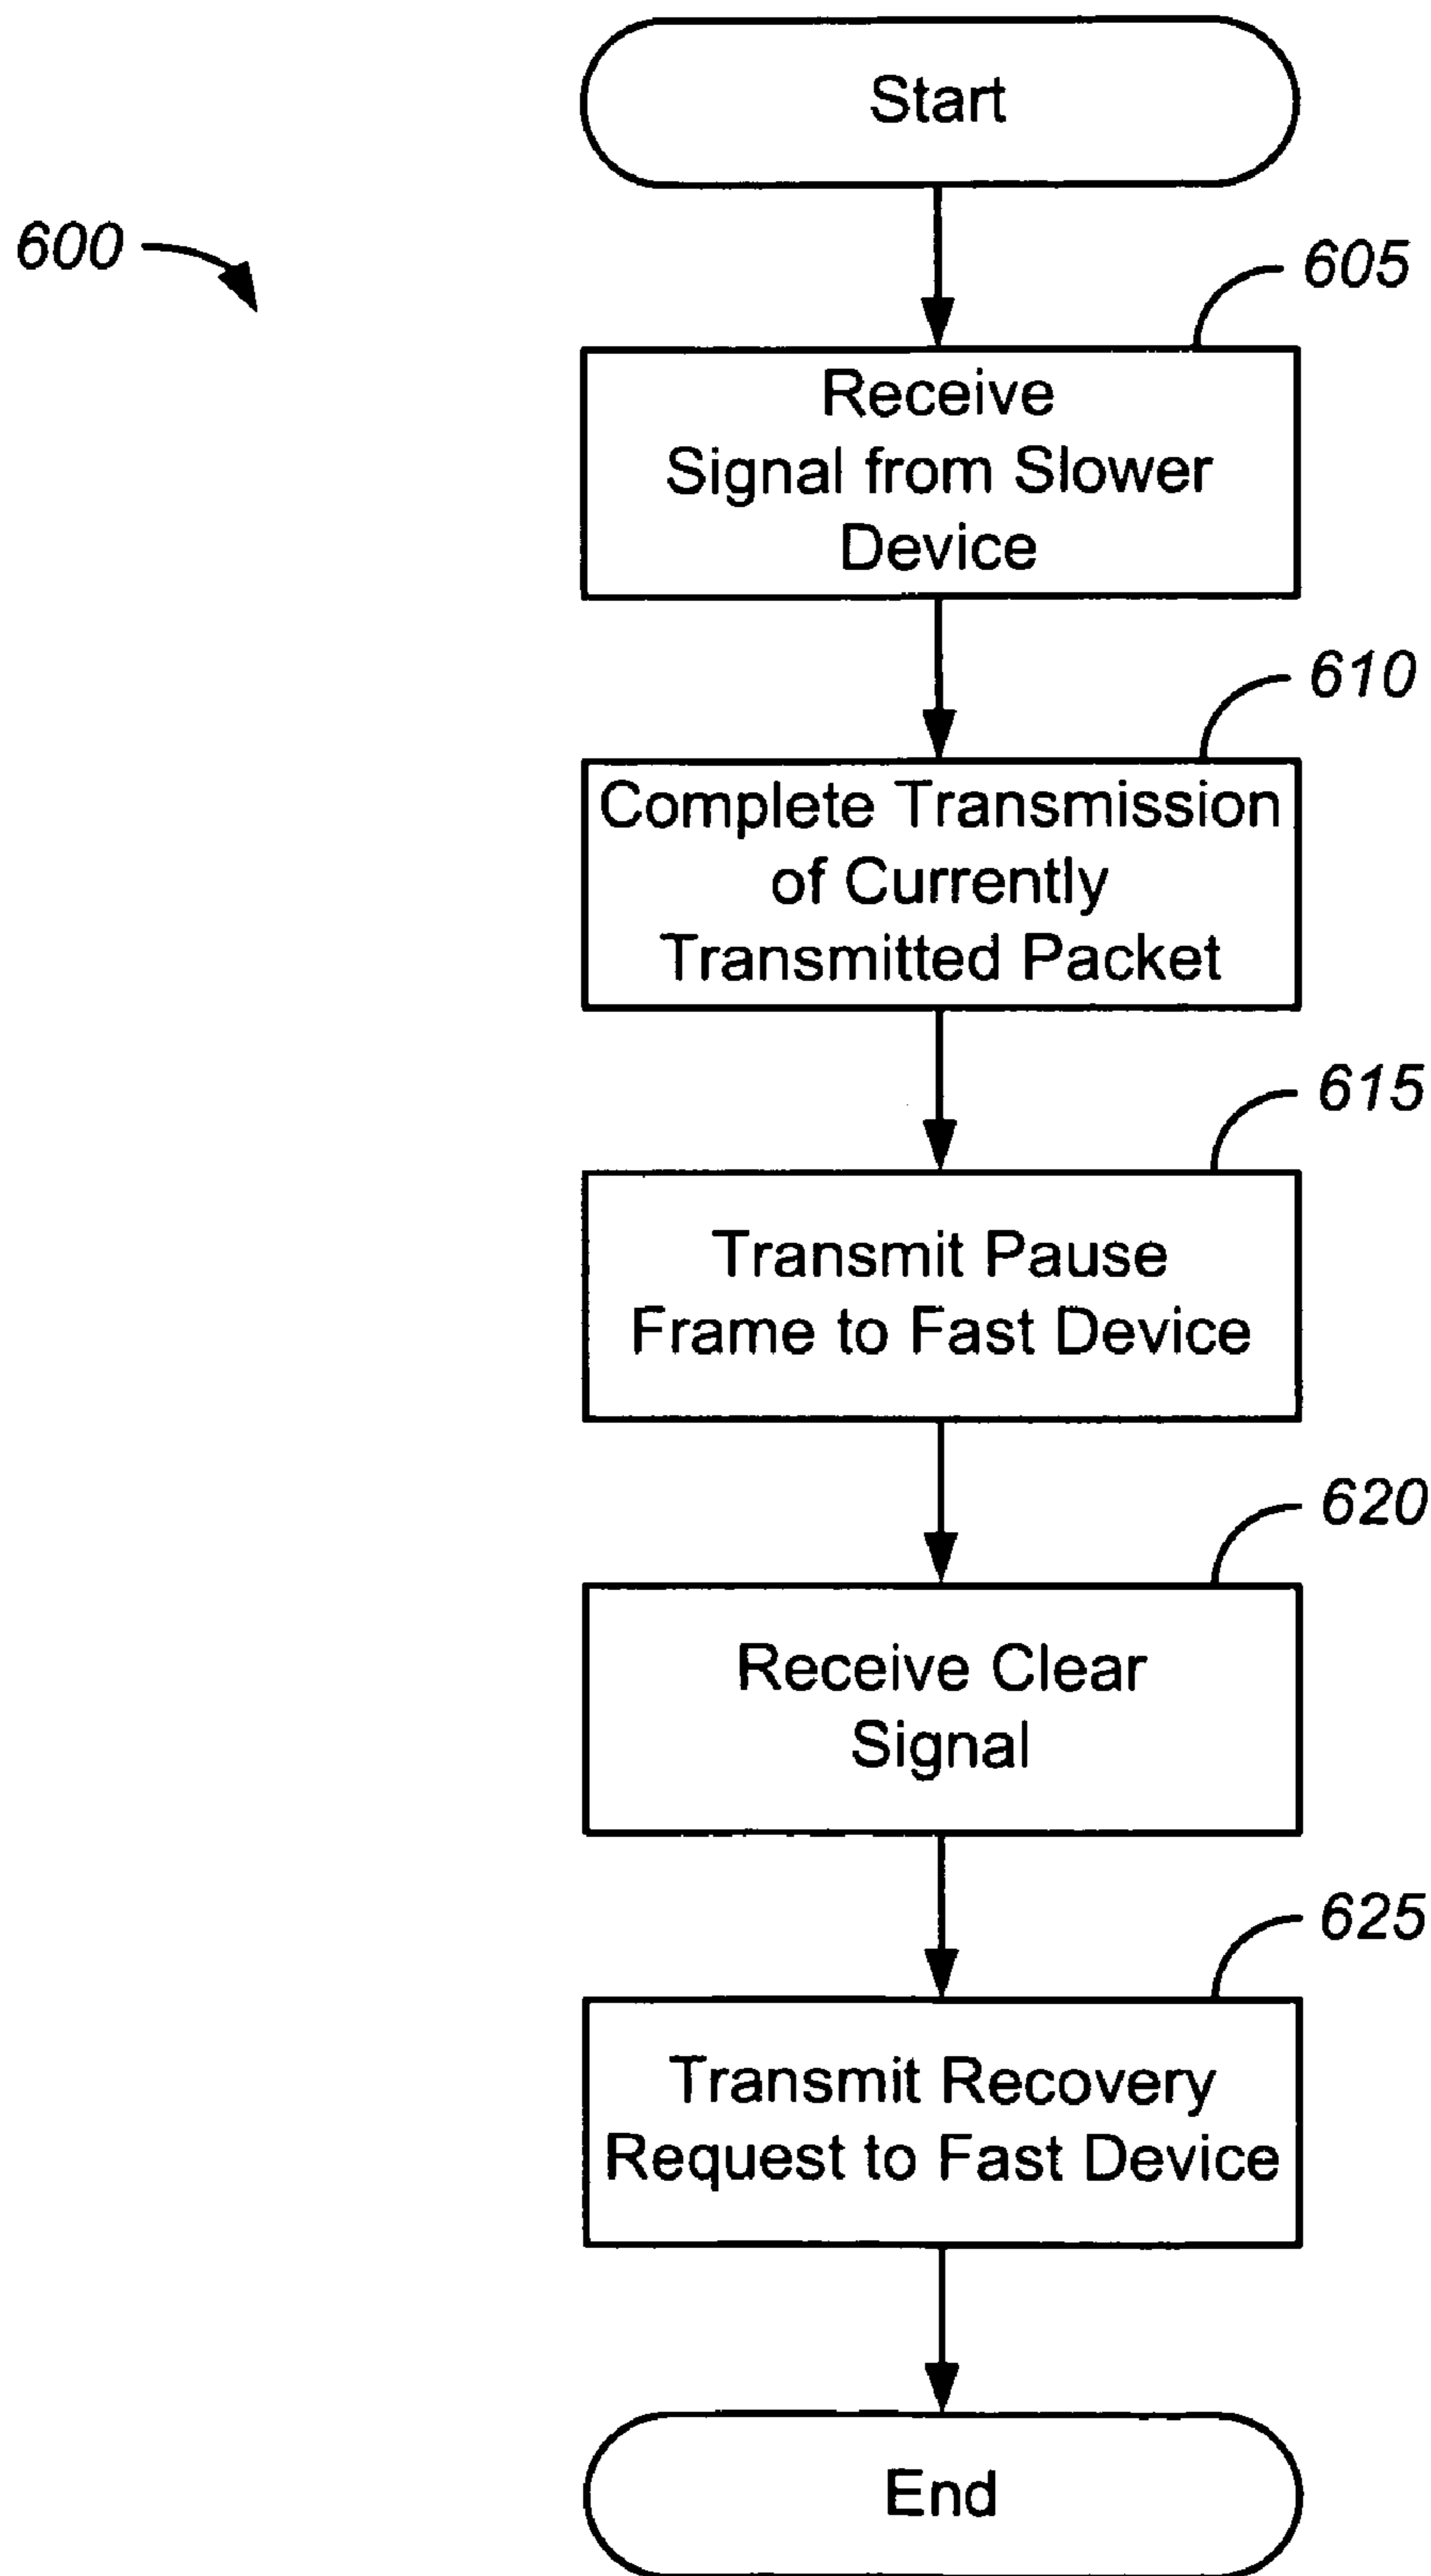 Start
600
605
Receive
Signal from Slower
Device
610
Complete Transmission
of Currently
Transmitted Packet
615
Transmit Pause
Frame to Fast Device
620
Receive Clear
Signal
625
Transmit Recovery
Request to Fast Device
End